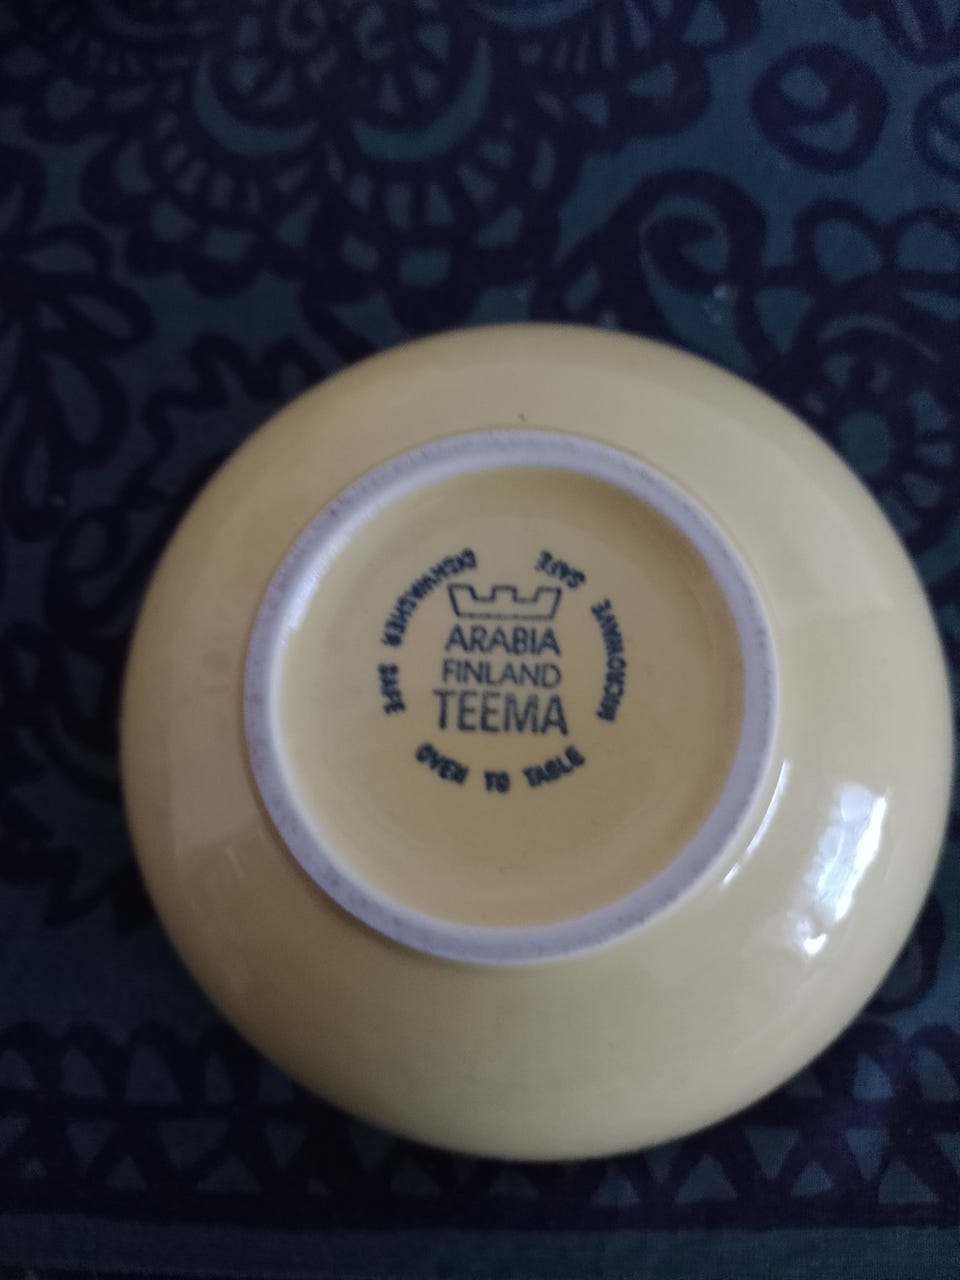 ARABIA
FINLAND
TEEMA
DISHWASHER SAFE
MICROWAVE SAFE
OVEN TO TABLE